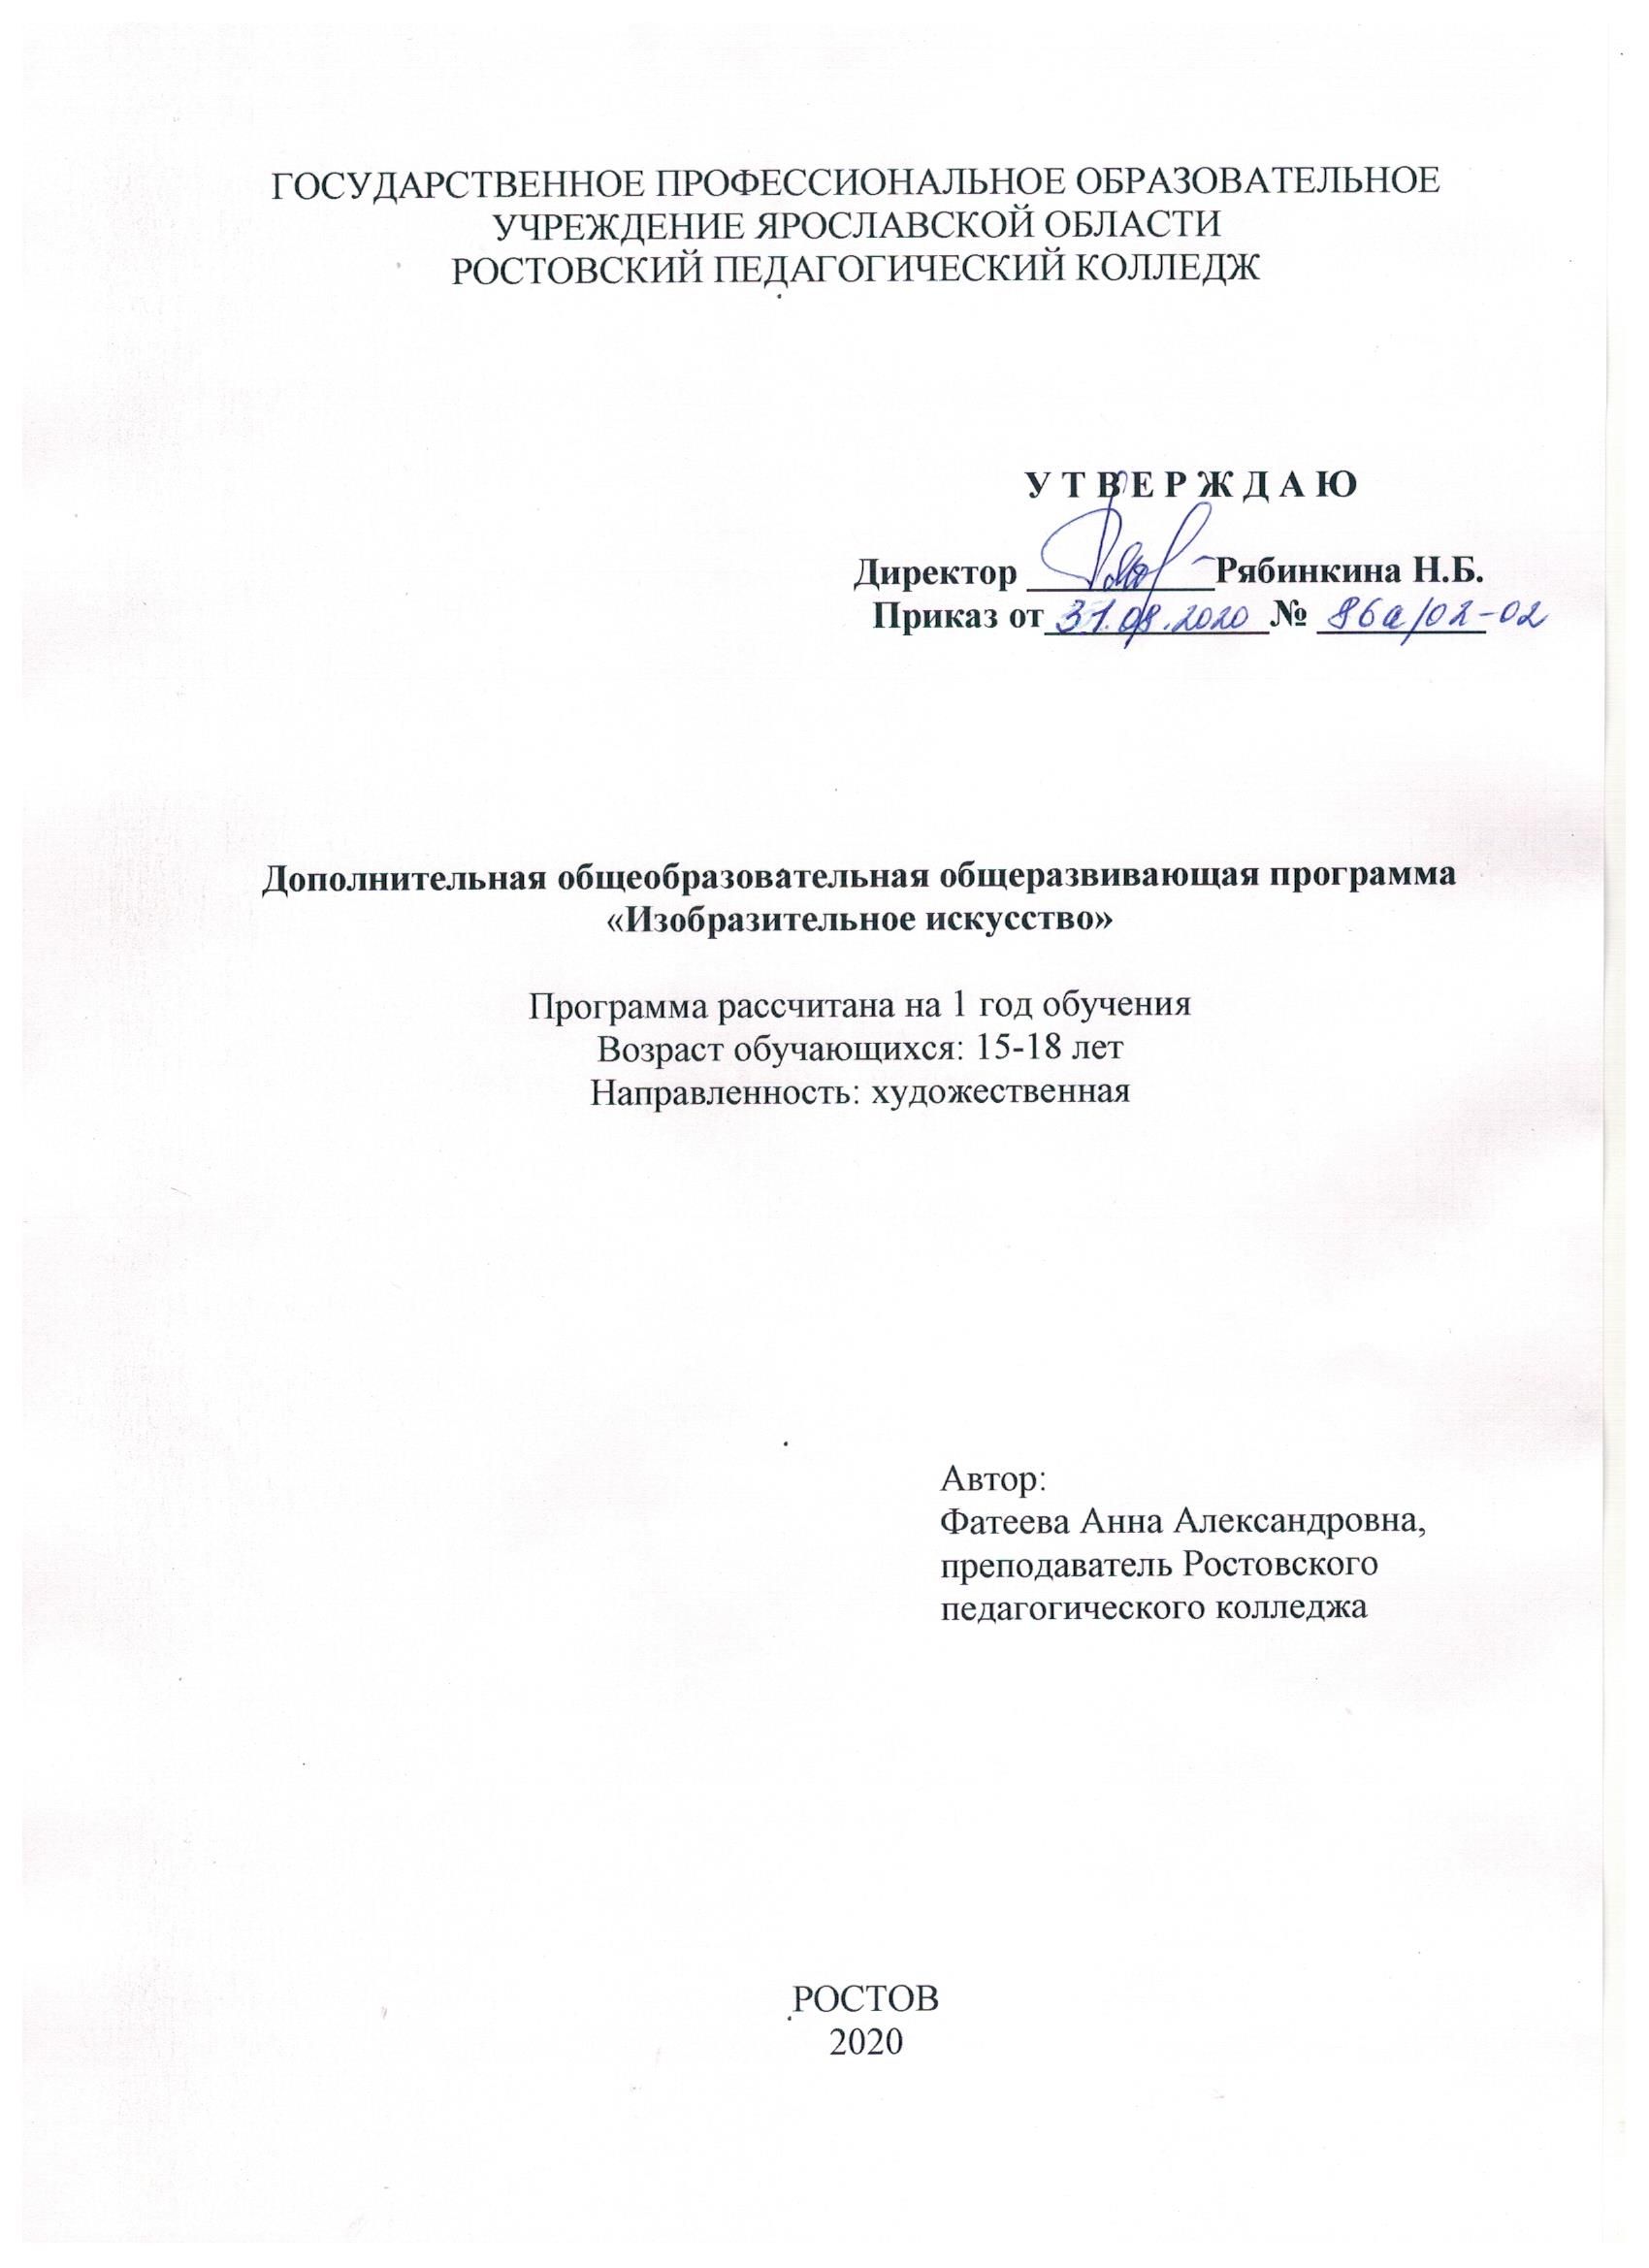 ГОСУДАРСТВЕННОЕ ПРОФЕССИОНАЛЬНОЕ ОБРАЗОВАТЕЛЬНОЕ
УЧРЕЖДЕНИЕ ЯРОСЛАВСКОЙ ОБЛАСТИ
РОСТОВСКИЙ ПЕДАГОГИЧЕСКИЙ КОЛЛЕДЖ
У Т В Е Р Ж Д А Ю
Директор Рябинкина Н.Б.
Приказ от 31.08.2020 № 86а/02-02
Дополнительная общеобразовательная общеразвивающая программа
«Изобразительное искусство»
Программа рассчитана на 1 год обучения
Возраст обучающихся: 15-18 лет
Направленность: художественная
Автор:
Фатеева Анна Александровна,
преподаватель Ростовского
педагогического колледжа
РОСТОВ
2020